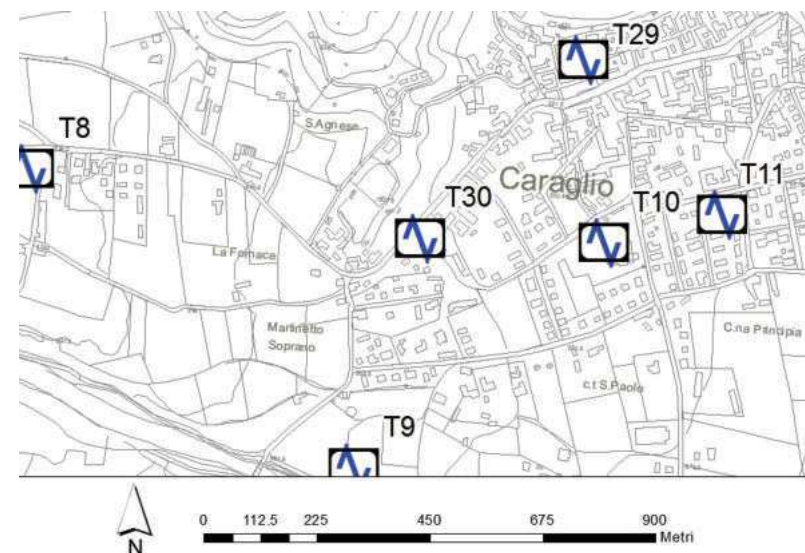 T29
T8
S.Agnese
Caraglio
T11
T30
T10
La Fornace
Martinetto
Soprano
C.na Principia
c.t S.Paolo
T9
N
0 112.5 225 450 675 900
Metri